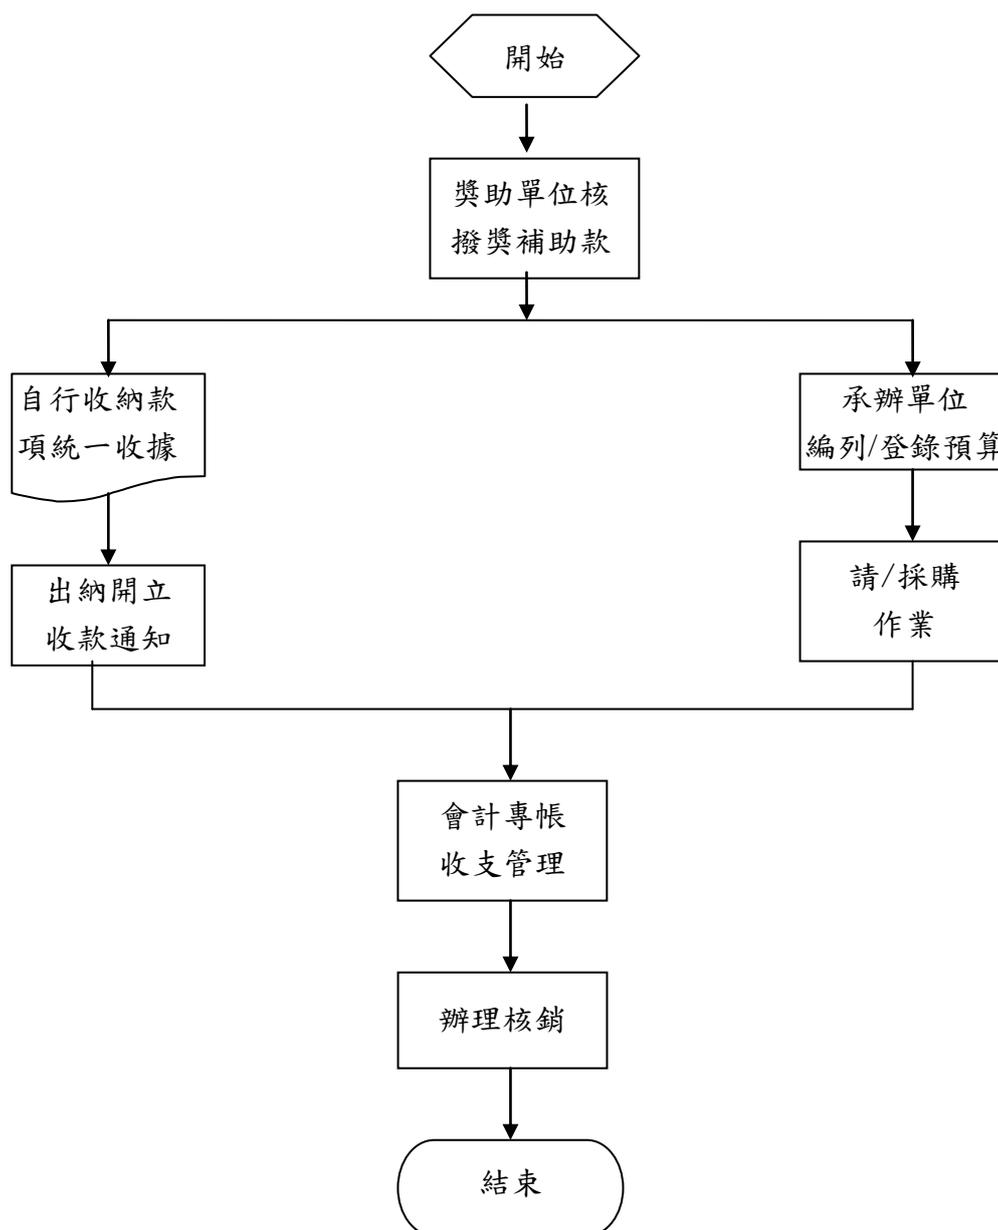 開始
獎助單位核
撥獎補助款
自行收納款
項統一收據
承辦單位
編列/登錄預算
出納開立
收款通知
請/採購
作業
會計專帳
收支管理
辦理核銷
結束